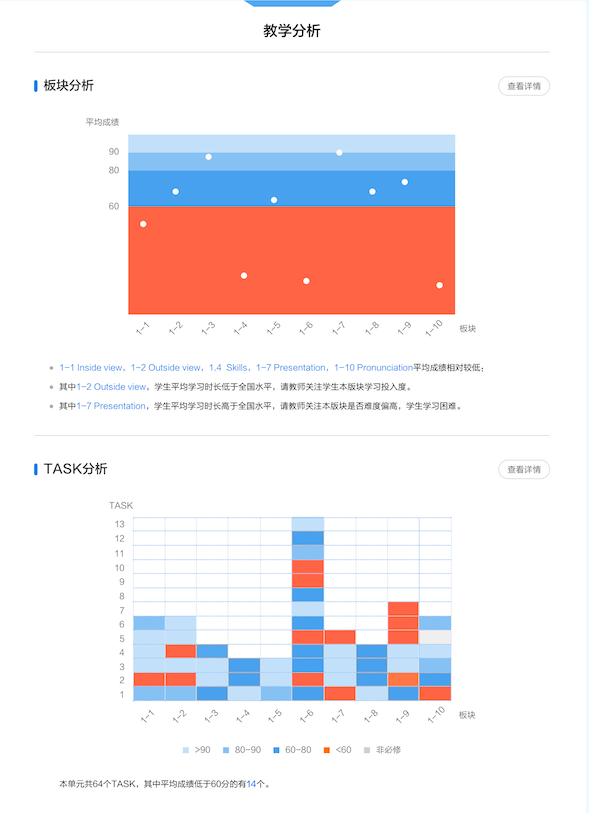 教学分析
板块分析
查看详情
平均成绩
90
80
60
1-1 1-2 1-3 1-4 1-5 1-6 1-7 1-8 1-9 1-10 板块
1-1 Inside view，1-2 Outside view，1.4 Skills，1-7 Presentation，1-10 Pronunciation平均成绩相对较低；
其中1-2 Outside view，学生平均学习时长低于全国水平，请教师关注学生本版块学习投入度。
其中1-7 Presentation，学生平均学习时长高于全国水平，请教师关注本版块是否难度偏高，学生学习困难。
TASK分析
查看详情
TASK
13
12
11
10
9
8
7
6
5
4
3
2
1
1-1 1-2 1-3 1-4 1-5 1-6 1-7 1-8 1-9 1-10 板块
>90 80-90 60-80 <60 非必修
本单元共64个TASK，其中平均成绩低于60分的有14个。